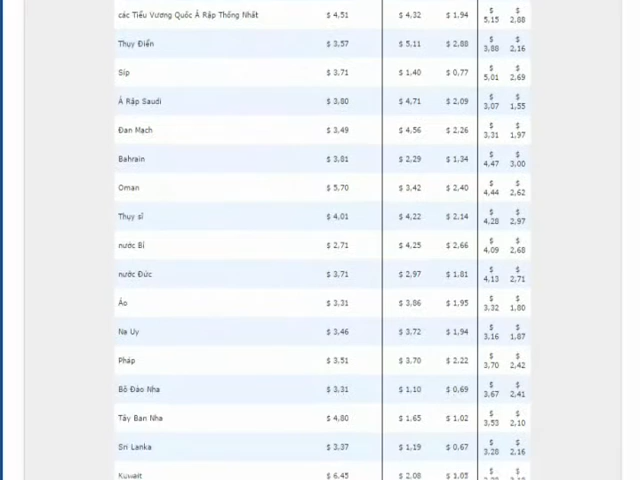 các Tiểu Vương Quốc Ả Rập Thống Nhất $ 4,51 $ 4,32 $ 1,94 $ 5,15 $ 2,88
Thụy Điển $ 3,57 $ 5,11 $ 2,88 $ 3,88 $ 2,16
Síp $ 3,71 $ 1,40 $ 0,77 $ 5,01 $ 2,69
Ả Rập Saudi $ 3,80 $ 4,71 $ 2,09 $ 3,07 $ 1,55
Đan Mạch $ 3,49 $ 4,56 $ 2,26 $ 3,31 $ 1,97
Bahrain $ 3,81 $ 2,29 $ 1,34 $ 4,47 $ 3,00
Oman $ 5,70 $ 3,42 $ 2,40 $ 4,44 $ 2,62
Thụy sĩ $ 4,01 $ 4,22 $ 2,14 $ 4,28 $ 2,97
nước Bỉ $ 2,71 $ 4,25 $ 2,66 $ 4,09 $ 2,68
nước Đức $ 3,71 $ 2,97 $ 1,81 $ 4,13 $ 2,71
Áo $ 3,31 $ 3,86 $ 1,95 $ 3,32 $ 1,80
Na Uy $ 3,46 $ 3,72 $ 1,94 $ 3,16 $ 1,87
Pháp $ 3,51 $ 3,70 $ 2,22 $ 3,70 $ 2,42
Bồ Đào Nha $ 3,31 $ 1,10 $ 0,69 $ 3,67 $ 2,41
Tây Ban Nha $ 4,80 $ 1,65 $ 1,02 $ 3,53 $ 2,10
Sri Lanka $ 3,37 $ 1,19 $ 0,67 $ 3,28 $ 2,16
Kuwait $ 6,45 $ 2,08 $ 1,05 $ $